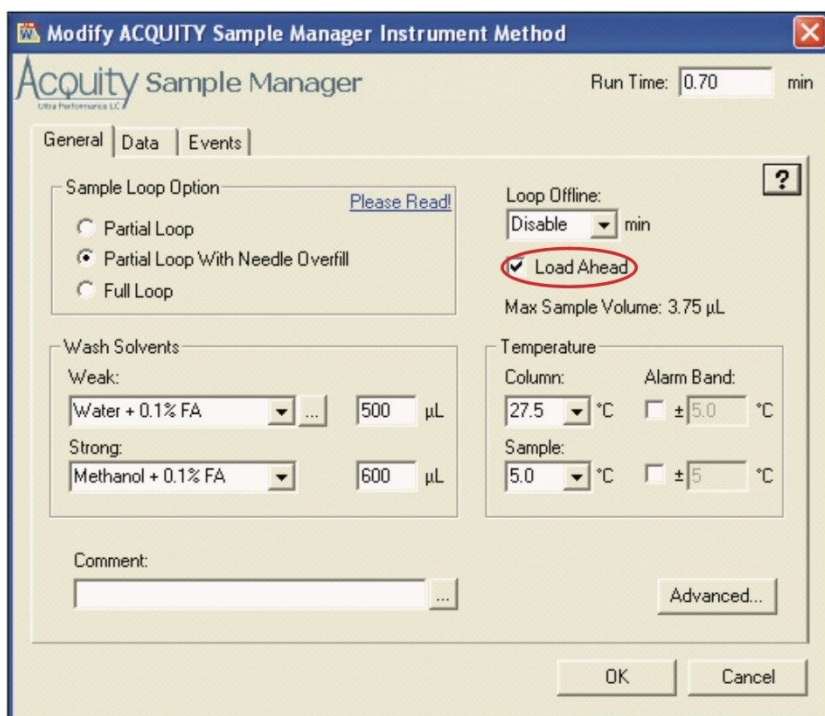 Modify ACQUITY Sample Manager Instrument Method
Acquity Sample Manager
Ultra Performance LC
Run Time: 0.70 min
General Data Events
?
Sample Loop Option
Please Read!
Partial Loop
Partial Loop With Needle Overfill
Full Loop
Loop Offline:
Disable min
Load Ahead
Max Sample Volume: 3.75 µL
Wash Solvents
Weak:
Water + 0.1% FA ... 500 µL
Strong:
Methanol + 0.1% FA 600 µL
Temperature
Column: Alarm Band:
27.5 °C ± 5.0 °C
Sample:
5.0 °C ± 5 °C
Comment:
...
Advanced...
OK Cancel